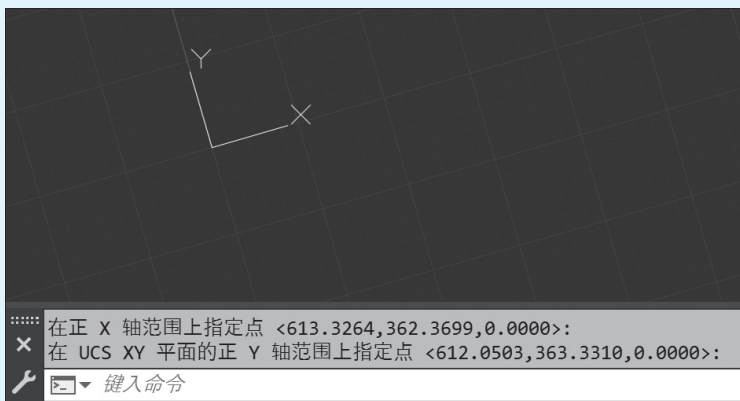 Y
X
在正 X 轴范围上指定点 <613.3264,362.3699,0.0000>:
在 UCS XY 平面的正 Y 轴范围上指定点 <612.0503,363.3310,0.0000>:
键入命令